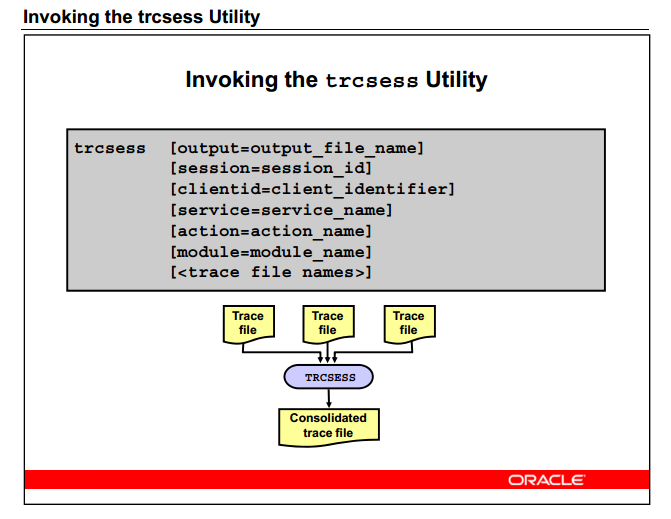 Invoking the trcsess Utility
Invoking the trcsess Utility
trcsess [output=output_file_name]
[session=session_id]
[clientid=client_identifier]
[service=service_name]
[action=action_name]
[module=module_name]
[<trace file names>]
Trace file
Trace file
Trace file
TRCSESS
Consolidated
trace file
ORACLE